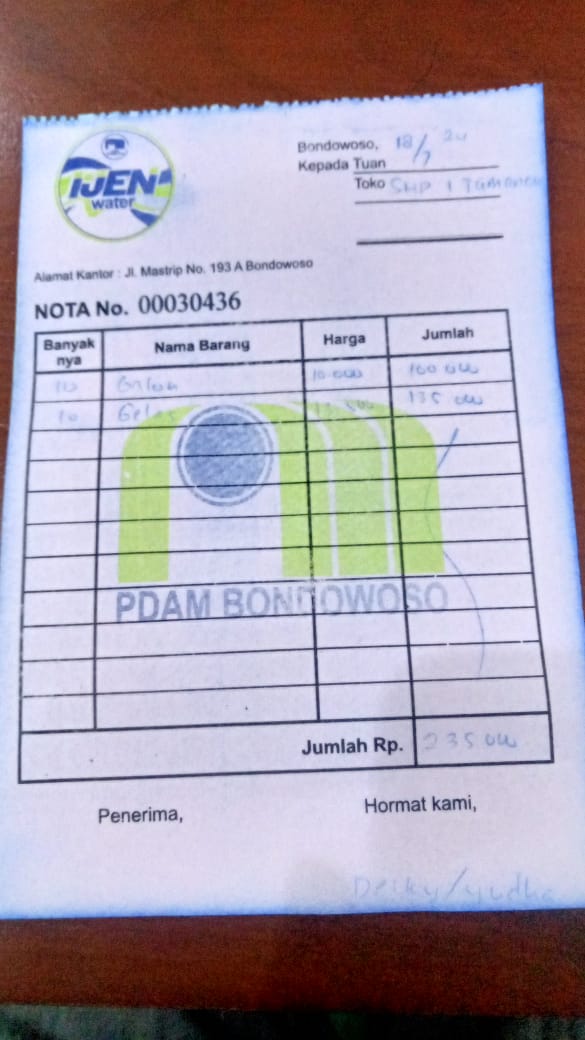 IJEN
water
Bondowoso, 18/7 24
Kepada Tuan
Toko SMP 1 Tamanan
Alamat Kantor : Jl. Mastrip No. 193 A Bondowoso
NOTA No. 00030436
Banyak nya Nama Barang Harga Jumlah
10 Galon 10.000 100 000
10 Gelas 13.500 135 000
PDAM BONDOWOSO
Jumlah Rp. 235 000
Penerima, Hormat kami,
/yudha